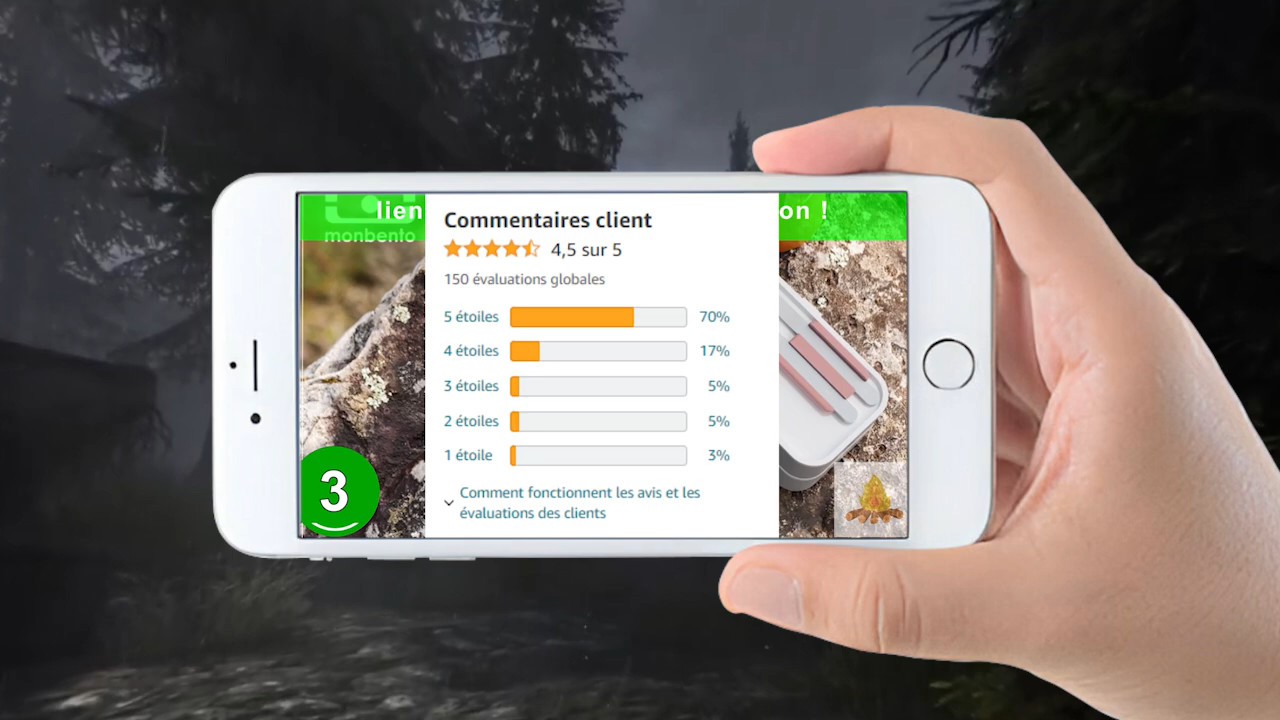 lien
on !
monbento
Commentaires client
4,5 sur 5
150 évaluations globales
5 étoiles 70%
4 étoiles 17%
3 étoiles 5%
2 étoiles 5%
1 étoile 3%
Comment fonctionnent les avis et les
évaluations des clients
3